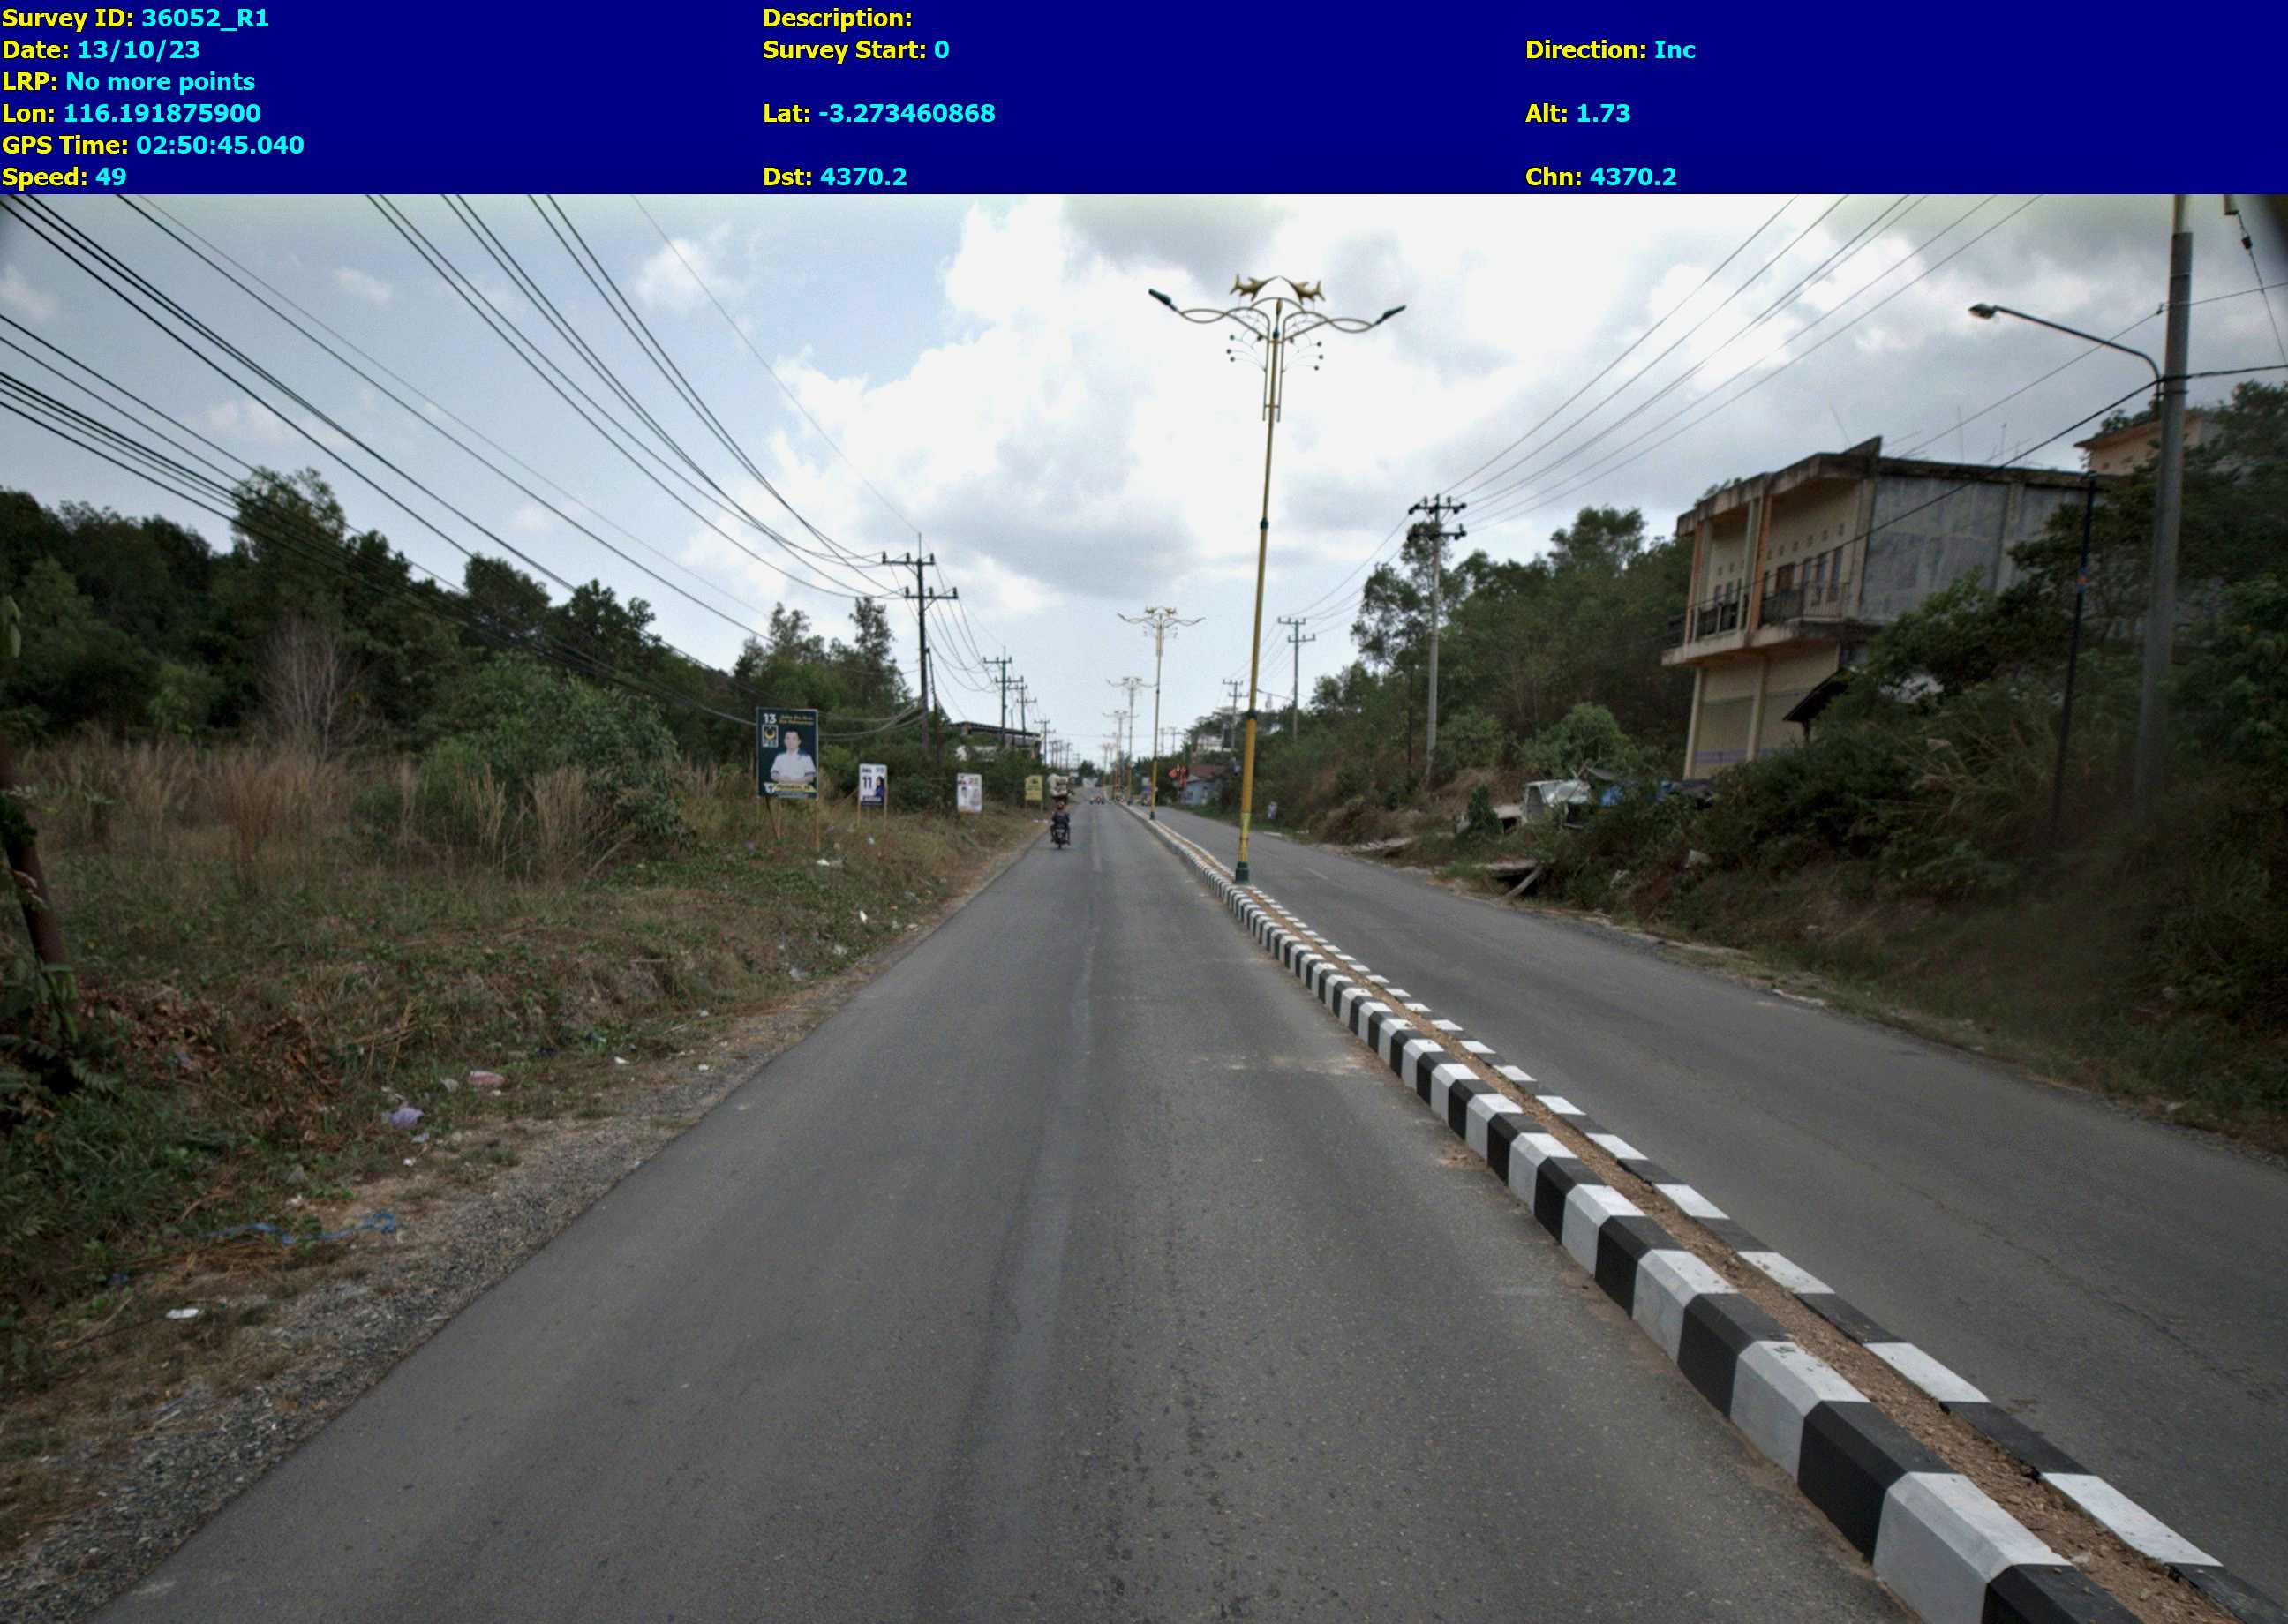 Survey ID: 36052_R1
Description:
Date: 13/10/23
Survey Start: 0
Direction: Inc
LRP: No more points
Lon: 116.191875900
Lat: -3.273460868
Alt: 1.73
GPS Time: 02:50:45.040
Speed: 49
Dst: 4370.2
Chn: 4370.2
13
11